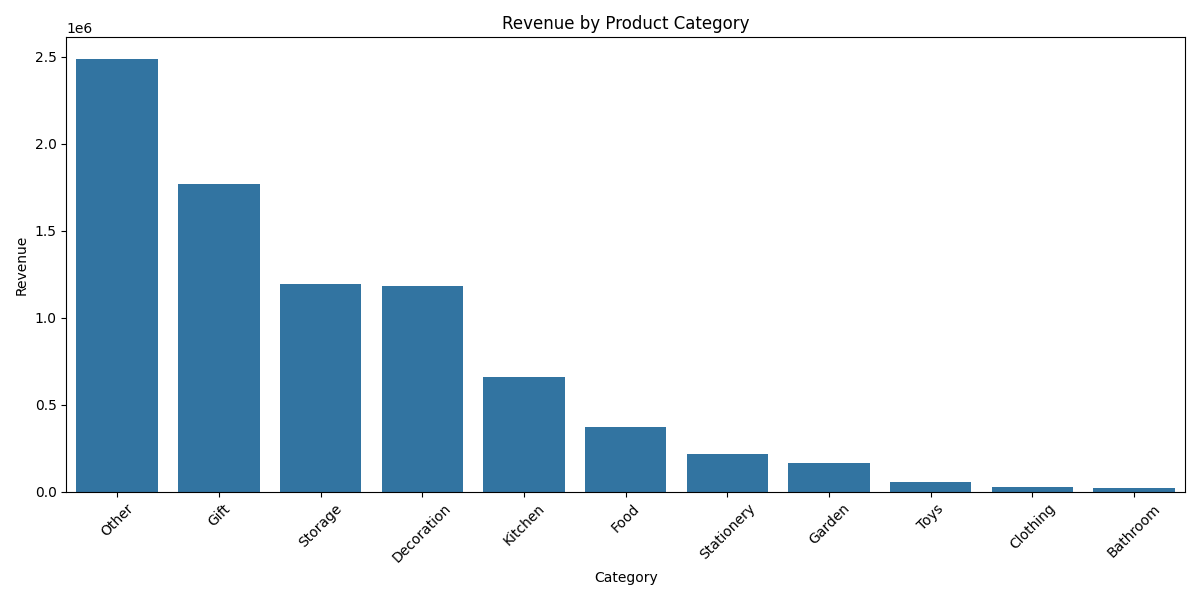 Revenue by Product Category
1e6
2.5
2.0
1.5
1.0
0.5
0.0
Revenue
Other
Gift
Storage
Decoration
Kitchen
Food
Stationery
Garden
Toys
Clothing
Bathroom
Category